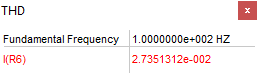 THD
Fundamental Frequency 1.0000000e+002 HZ
I(R6) 2.7351312e-002